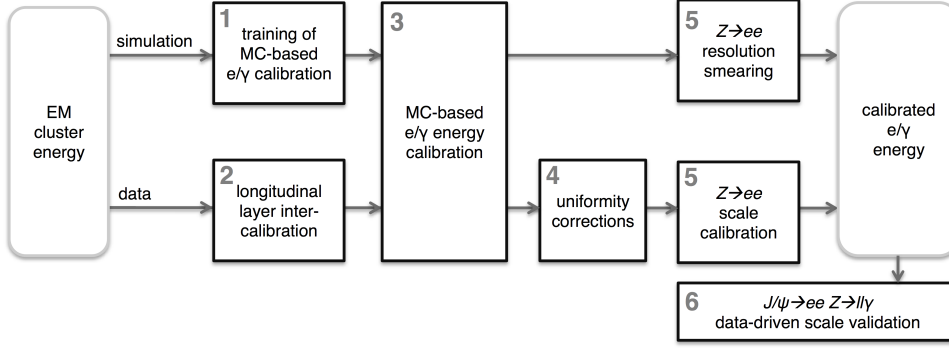 EM
cluster
energy
simulation
data
1
training of
MC-based
e/γ calibration
2
longitudinal
layer inter-
calibration
3
MC-based
e/γ energy
calibration
4
uniformity
corrections
5
Z→ee
resolution
smearing
5
Z→ee
scale
calibration
calibrated
e/γ
energy
6
J/ψ→ee Z→llγ
data-driven scale validation